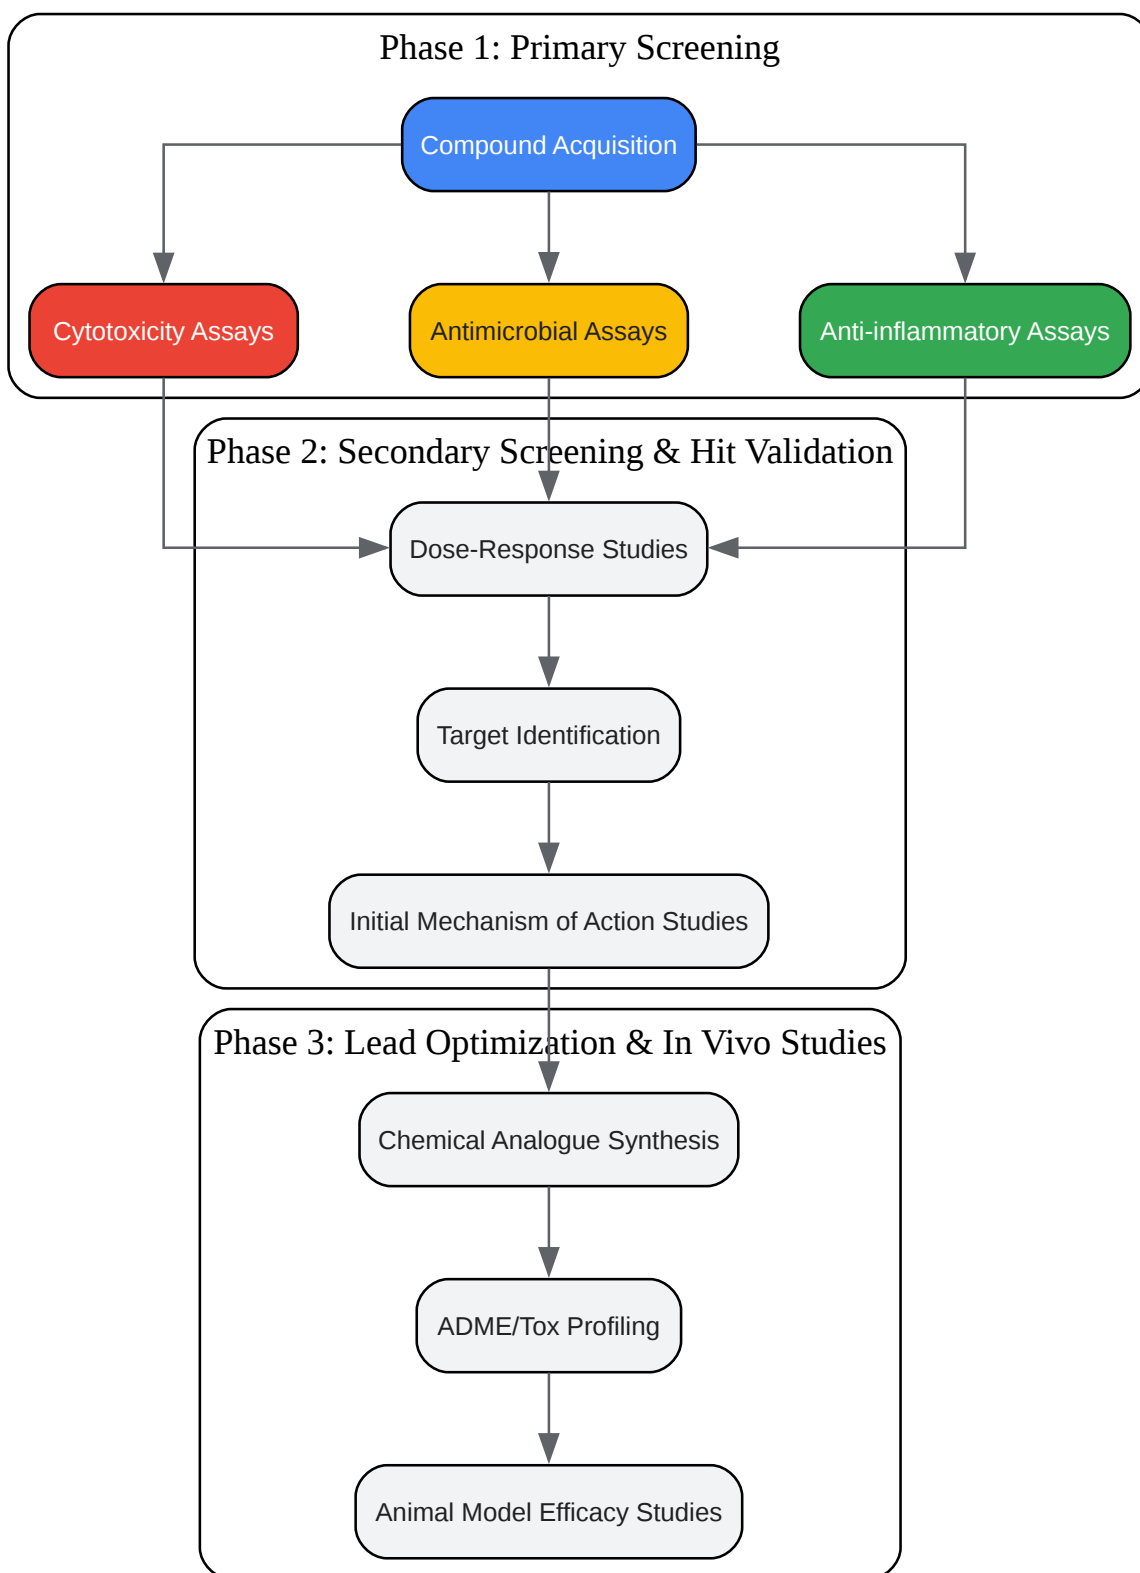 Phase 1: Primary Screening
Compound Acquisition
Cytotoxicity Assays
Antimicrobial Assays
Anti-inflammatory Assays
Phase 2: Secondary Screening & Hit Validation
Dose-Response Studies
Target Identification
Initial Mechanism of Action Studies
Phase 3: Lead Optimization & In Vivo Studies
Chemical Analogue Synthesis
ADME/Tox Profiling
Animal Model Efficacy Studies